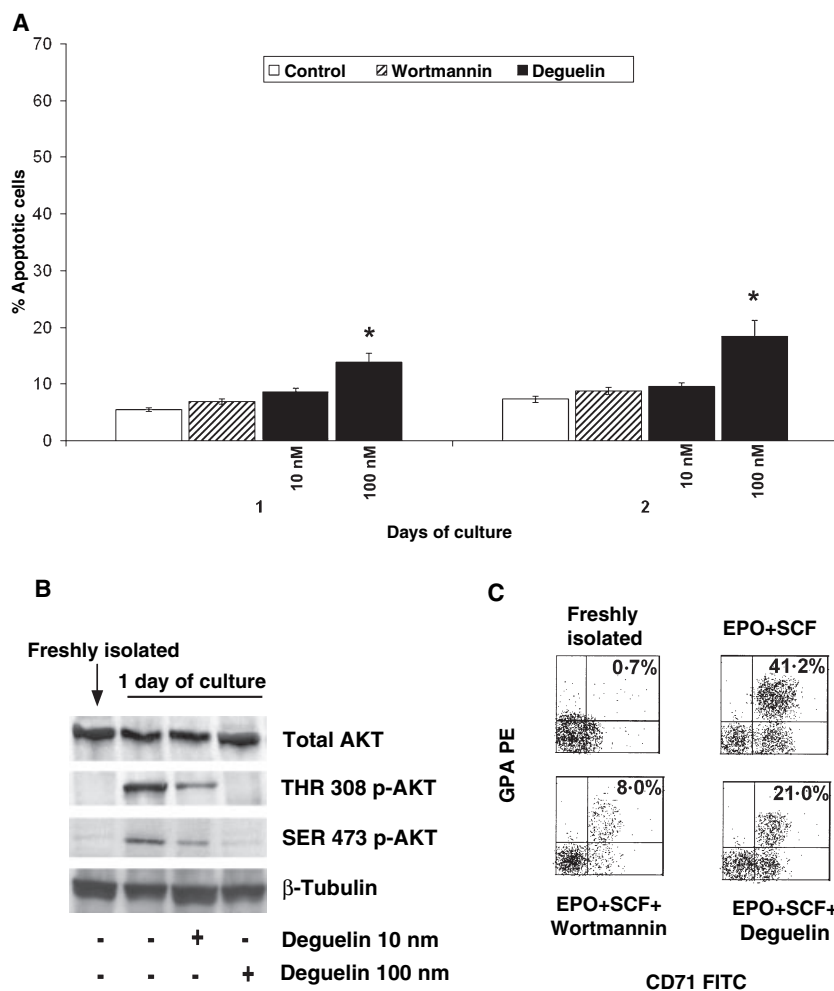 A
70
60
50
40
30
20
10
0
% Apoptotic cells
Control Wortmannin Deguelin
*
*
10 nM
100 nM
10 nM
100 nM
1
2
Days of culture
B
Freshly isolated
1 day of culture
Total AKT
THR 308 p-AKT
SER 473 p-AKT
β-Tubulin
- - + - Deguelin 10 nm
- - - + Deguelin 100 nm
C
Freshly
isolated
EPO+SCF
0·7%
41·2%
GPA PE
8·0%
21·0%
EPO+SCF+
Wortmannin
EPO+SCF+
Deguelin
CD71 FITC